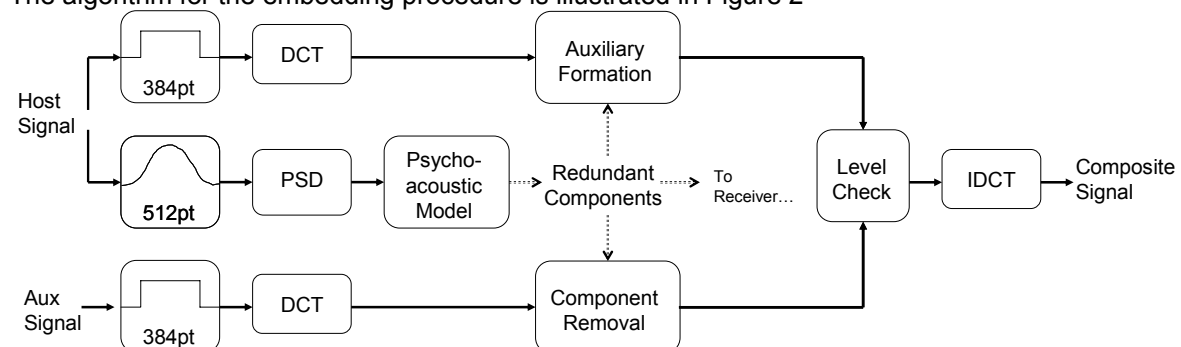 The algorithm for the embedding procedure is illustrated in Figure 2
384pt
DCT
Auxiliary
Formation
Host
Signal
512pt
PSD
Psycho-
acoustic
Model
Redundant
Components
To
Receiver…
Level
Check
IDCT
Composite
Signal
Aux
Signal
384pt
DCT
Component
Removal